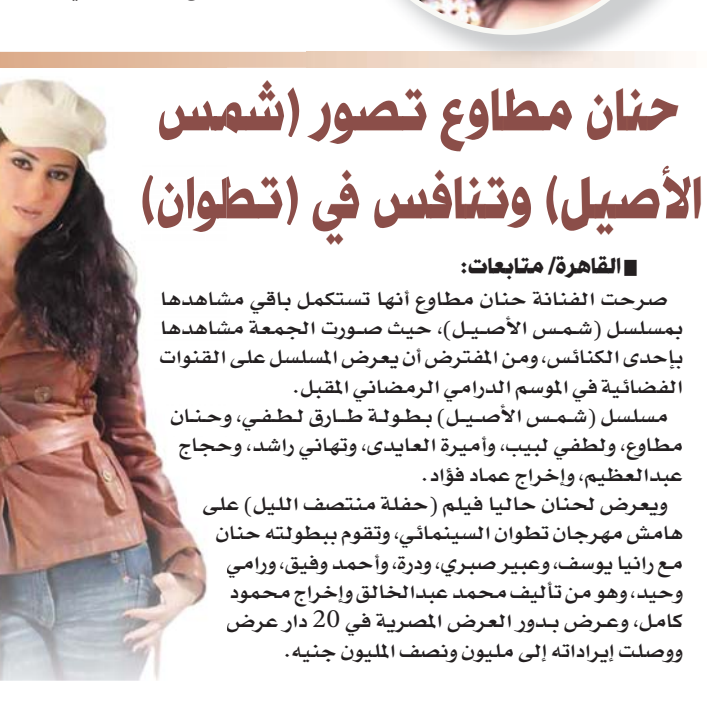 حنان مطاوع تصور (شمس
الأصيل) وتنافس في (تطوان)
■ القاهرة/ متابعات:
صرحت الفنانة حنان مطاوع أنها تستكمل باقي مشاهدها
بمسلسل (شمس الأصيل)، حيث صورت الجمعة مشاهدها
بإحدى الكنائس، ومن المفترض أن يعرض المسلسل على القنوات
الفضائية في الموسم الدرامي الرمضاني المقبل.
مسلسل (شمس الأصيل) بطولة طارق لطفي، وحنان
مطاوع، ولطفي لبيب، وأميرة العايدى، وتهاني راشد، وحجاج
عبدالعظيم، وإخراج عماد فؤاد.
ويعرض لحنان حاليا فيلم (حفلة منتصف الليل) على
هامش مهرجان تطوان السينمائي، وتقوم ببطولته حنان
مع رانيا يوسف، وعبير صبري، ودرة، وأحمد وفيق، ورامي
وحيد، وهو من تأليف محمد عبدالخالق وإخراج محمود
كامل، وعرض بدور العرض المصرية في 20 دار عرض
ووصلت إيراداته إلى مليون ونصف المليون جنيه.